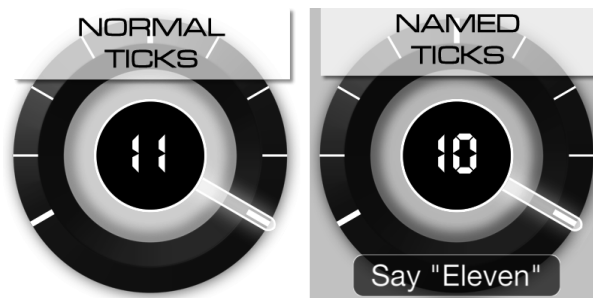 NORMAL
TICKS
11
NAMED
TICKS
10
Say "Eleven"